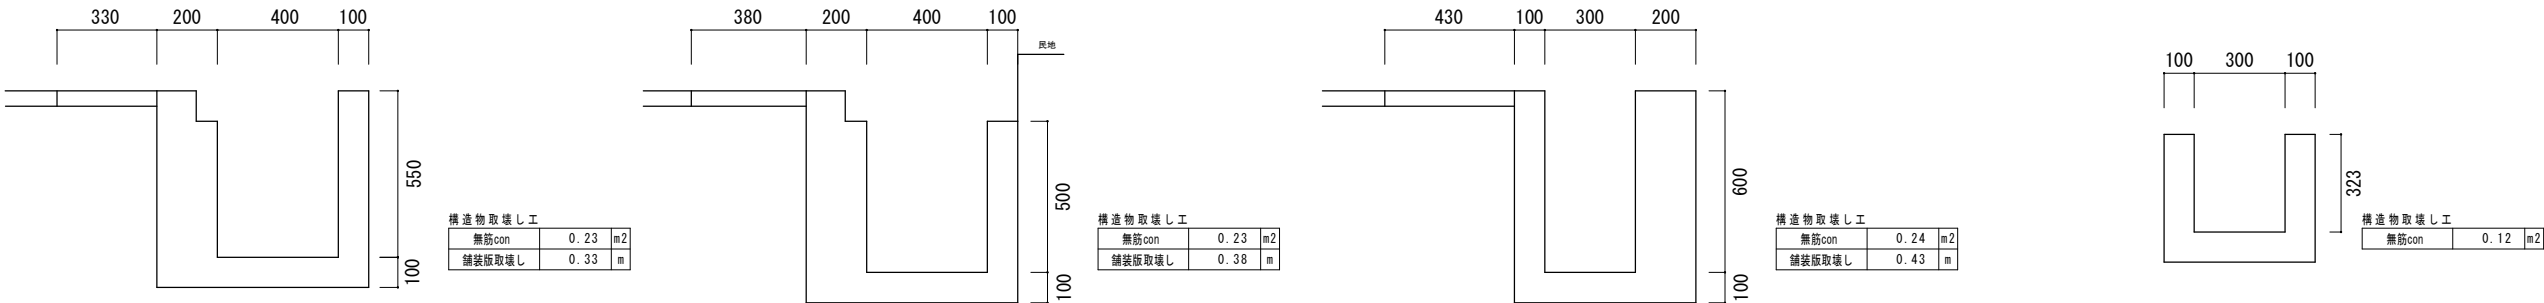 330 200 400 100
550
100
構造物取壊し工
無筋con 0.23 m2
舗装版取壊し 0.33 m
380 200 400 100
民地
500
100
構造物取壊し工
無筋con 0.23 m2
舗装版取壊し 0.38 m
430 100 300 200
600
100
構造物取壊し工
無筋con 0.24 m2
舗装版取壊し 0.43 m
100 300 100
323
構造物取壊し工
無筋con 0.12 m2